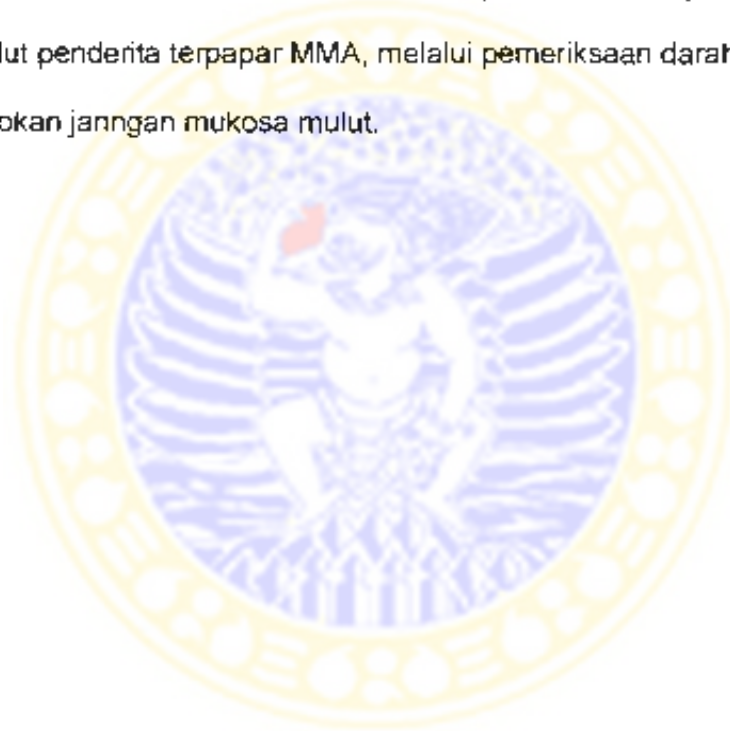 lut penderita terpapar MMA, melalui pemeriksaan darah
okan janngan mukosa mulut.